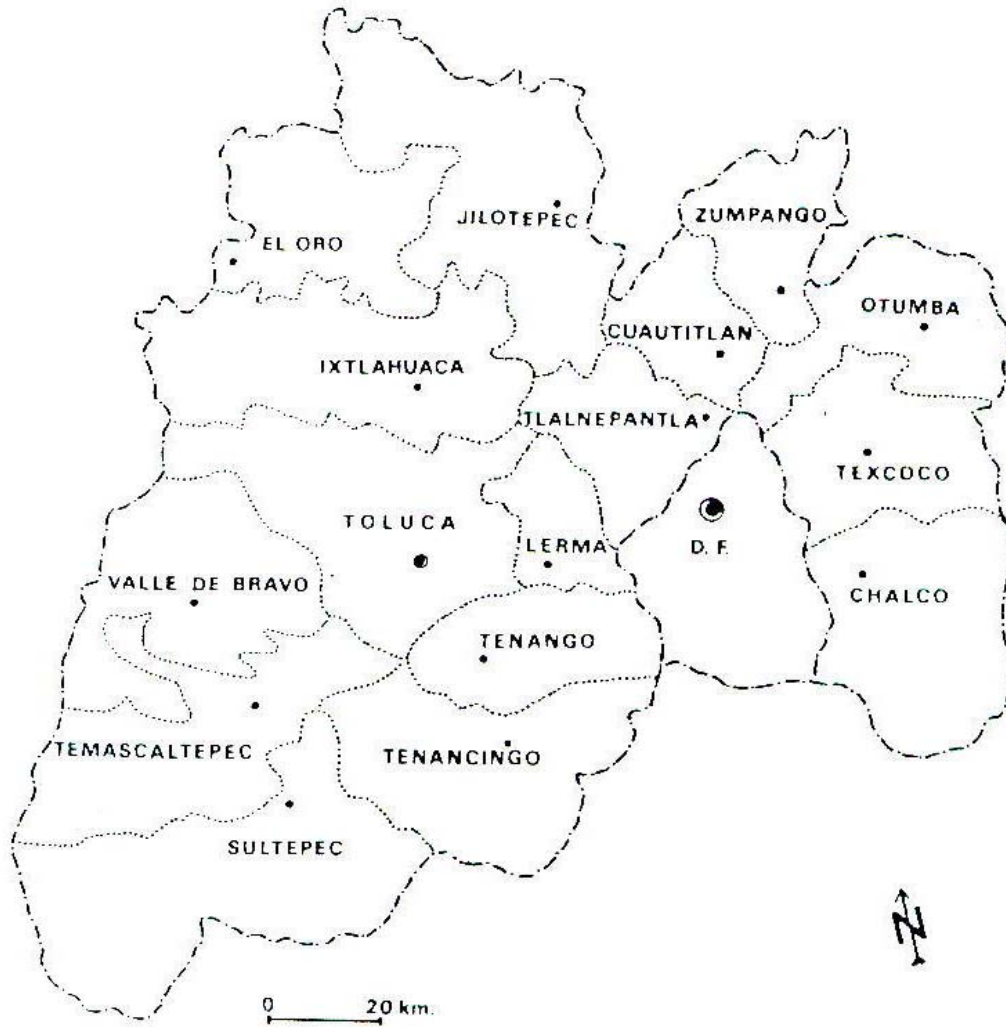 JILOTEPEC
ZUMPANGO
EL ORO
OTUMBA
CUAUTITLAN
IXTLAHUACA
TLALNEPANTLA
TEXCOCO
TOLUCA
LERMA
D. F.
VALLE DE BRAVO
CHALCO
TENANGO
TEMASCALTEPEC
TENANCINGO
SULTEPEC
N
0 20 km.